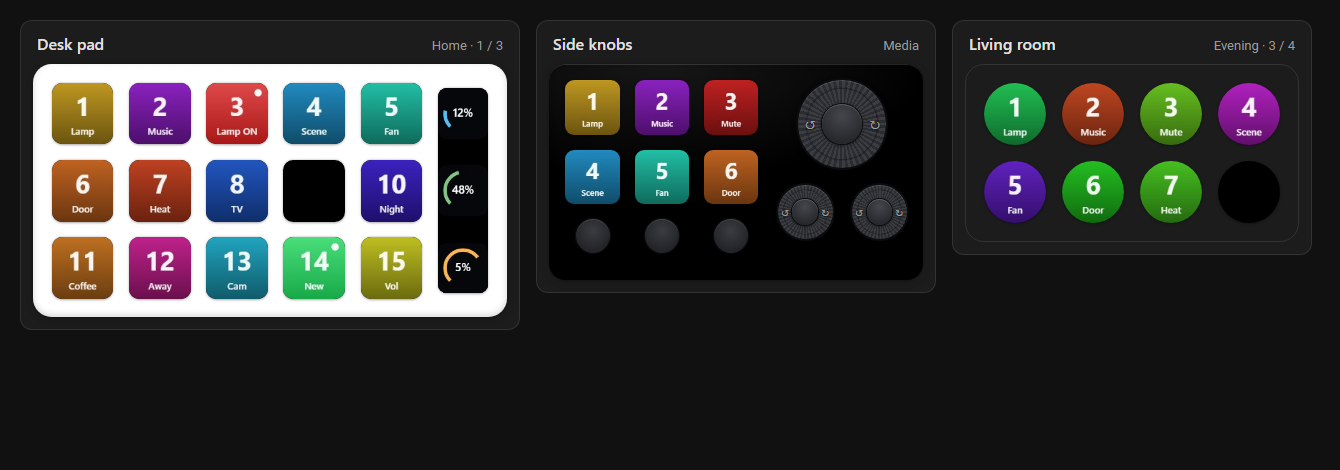 Desk pad
Home · 1 / 3
1 2 3 4 5
Lamp Music Lamp ON Scene Fan
12%
6 7 8 10
Door Heat TV Night
48%
11 12 13 14 15
Coffee Away Cam New Vol
5%
Side knobs
Media
1 2 3
Lamp Music Mute
↺ ↻
4 5 6
Scene Fan Door
↺ ↻ ↺ ↻
Living room
Evening · 3 / 4
1 2 3 4
Lamp Music Mute Scene
5 6 7
Fan Door Heat